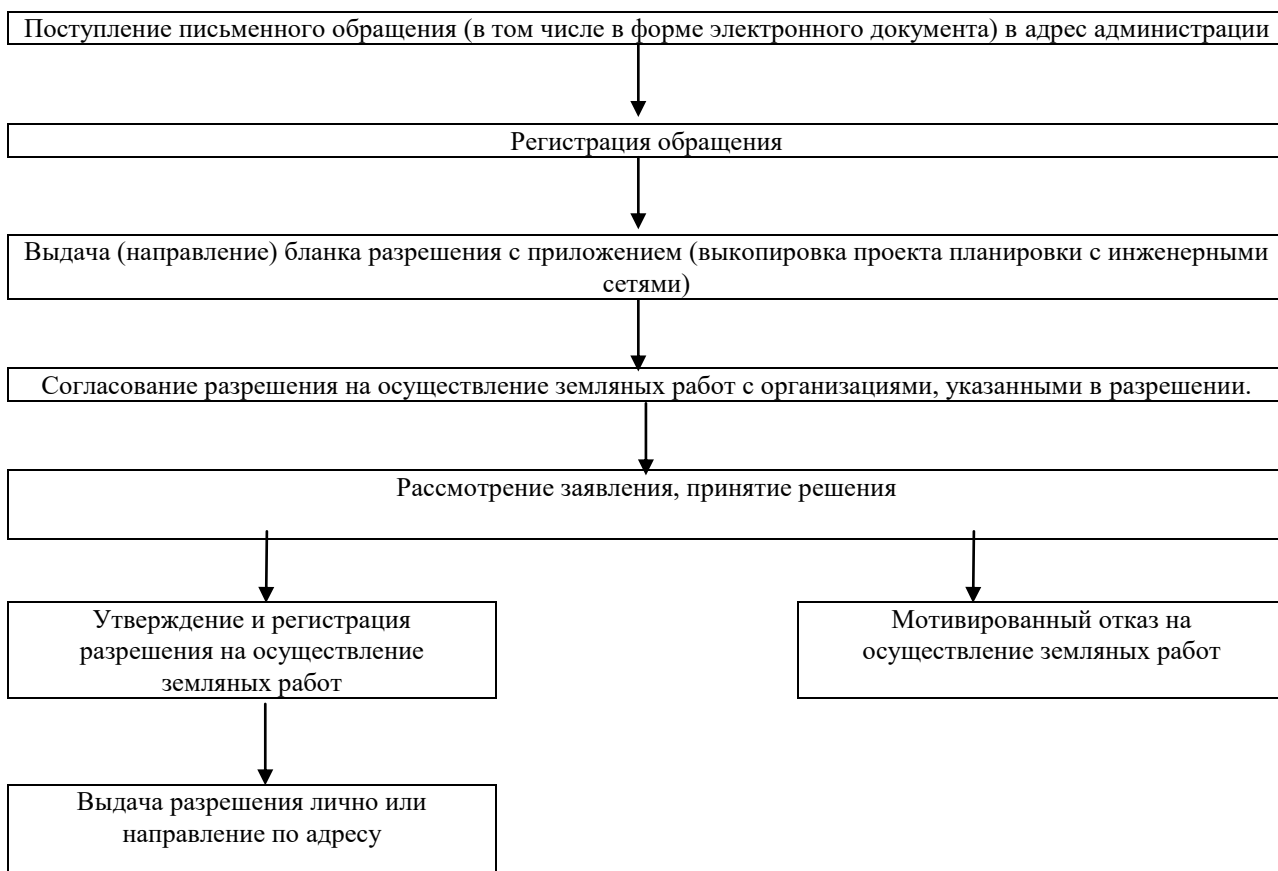 Поступление письменного обращения (в том числе в форме электронного документа) в адрес администрации
Регистрация обращения
Выдача (направление) бланка разрешения с приложением (выкопировка проекта планировки с инженерными
сетями)
Согласование разрешения на осуществление земляных работ с организациями, указанными в разрешении.
Рассмотрение заявления, принятие решения
Утверждение и регистрация
разрешения на осуществление
земляных работ
Мотивированный отказ на
осуществление земляных работ
Выдача разрешения лично или
направление по адресу